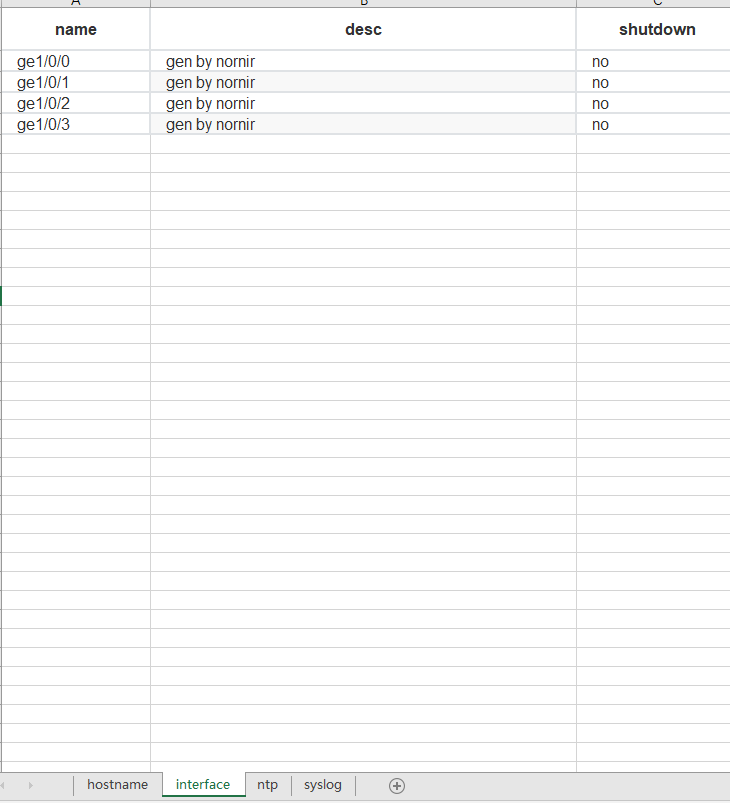 name desc shutdown
ge1/0/0 gen by nornir no
ge1/0/1 gen by nornir no
ge1/0/2 gen by nornir no
ge1/0/3 gen by nornir no
hostname interface ntp syslog